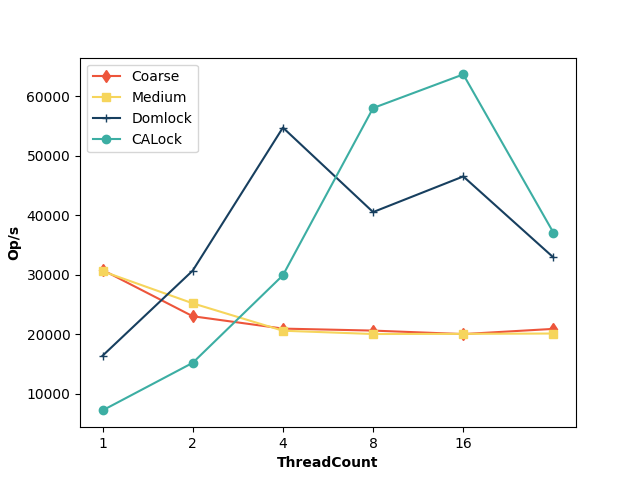 Coarse
Medium
Domlock
CALock
60000
50000
40000
30000
20000
10000
Op/s
1 2 4 8 16
ThreadCount